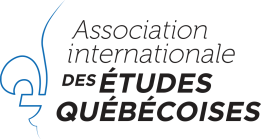 Association
internationale
DES ÉTUDES
QUÉBÉCOISES